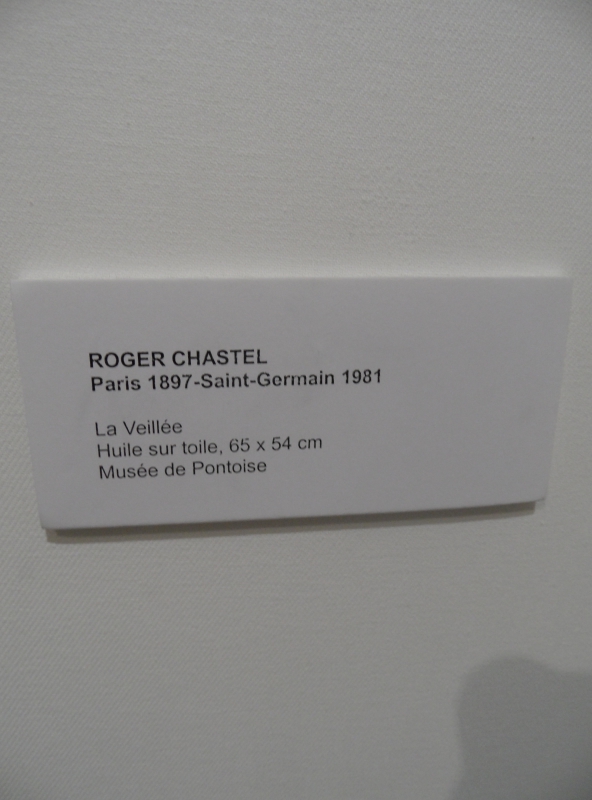 ROGER CHASTEL
Paris 1897-Saint-Germain 1981
La Veillée
Huile sur toile, 65 x 54 cm
Musée de Pontoise